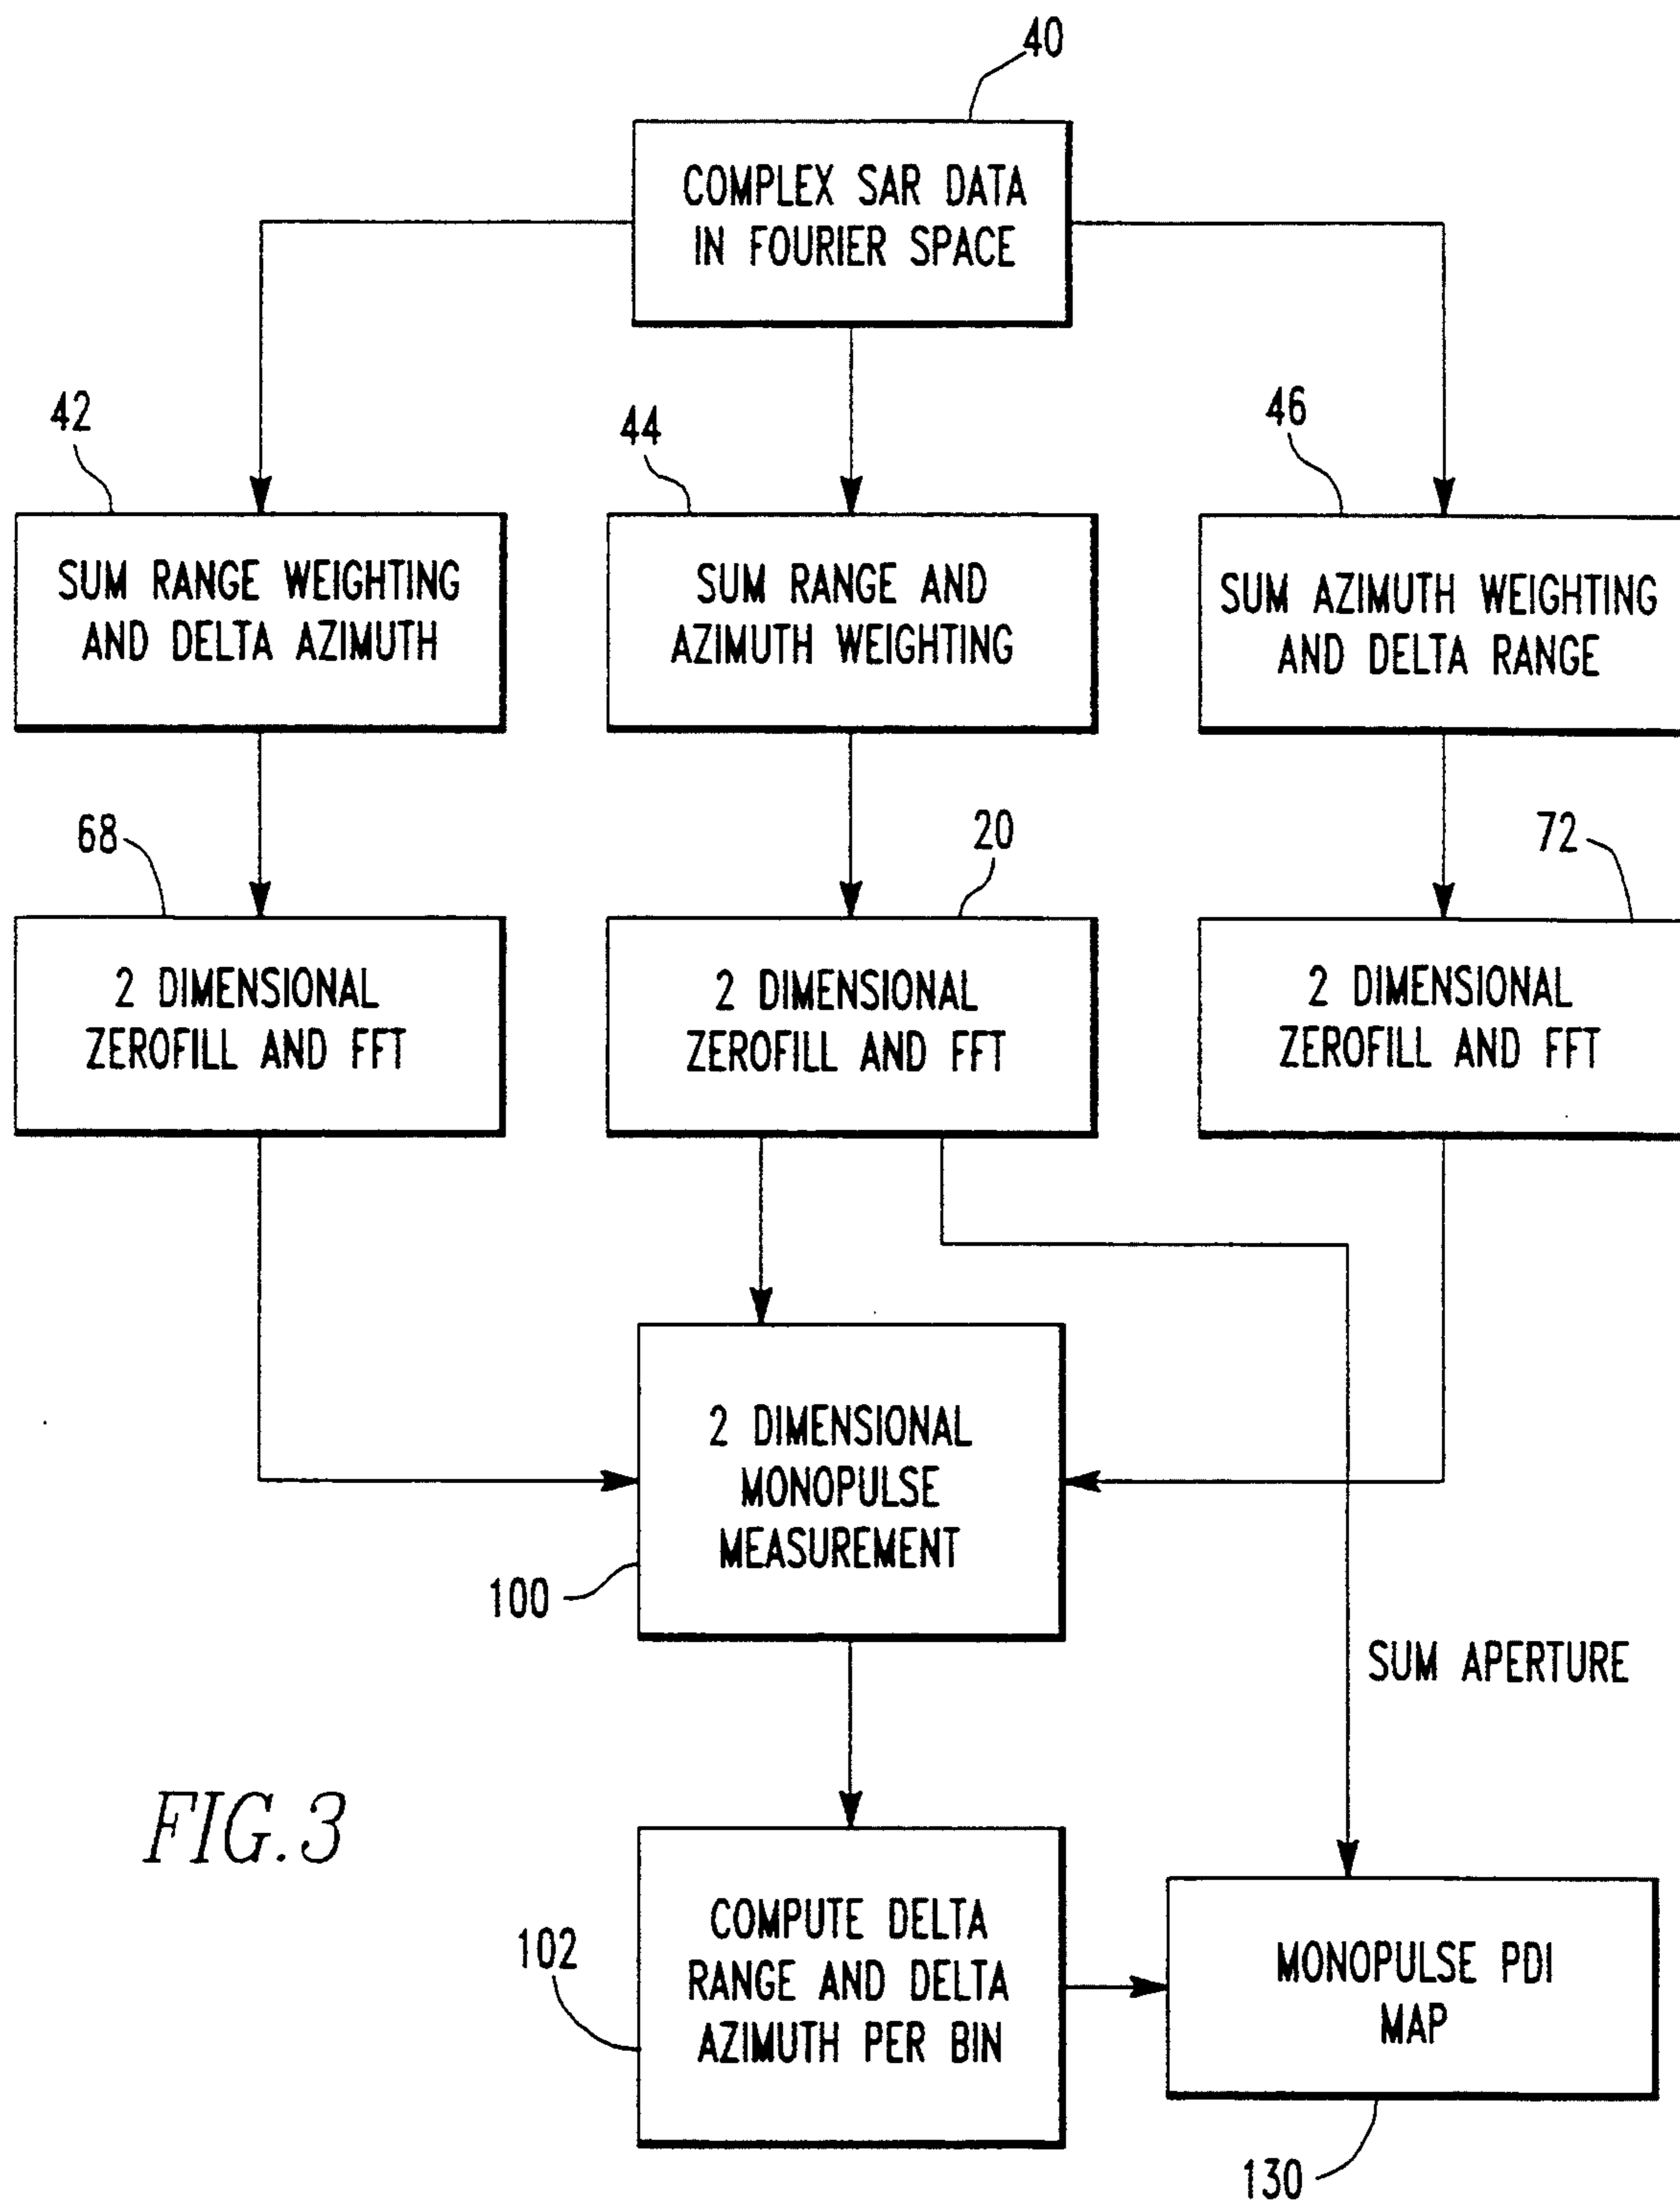 40
COMPLEX SAR DATA
IN FOURIER SPACE
42
44
46
SUM RANGE WEIGHTING
AND DELTA AZIMUTH
SUM RANGE AND
AZIMUTH WEIGHTING
SUM AZIMUTH WEIGHTING
AND DELTA RANGE
68
20
72
2 DIMENSIONAL
ZEROFILL AND FFT
2 DIMENSIONAL
ZEROFILL AND FFT
2 DIMENSIONAL
ZEROFILL AND FFT
2 DIMENSIONAL
MONOPULSE
MEASUREMENT
100
SUM APERTURE
FIG.3
102
COMPUTE DELTA
RANGE AND DELTA
AZIMUTH PER BIN
MONOPULSE PDI
MAP
130